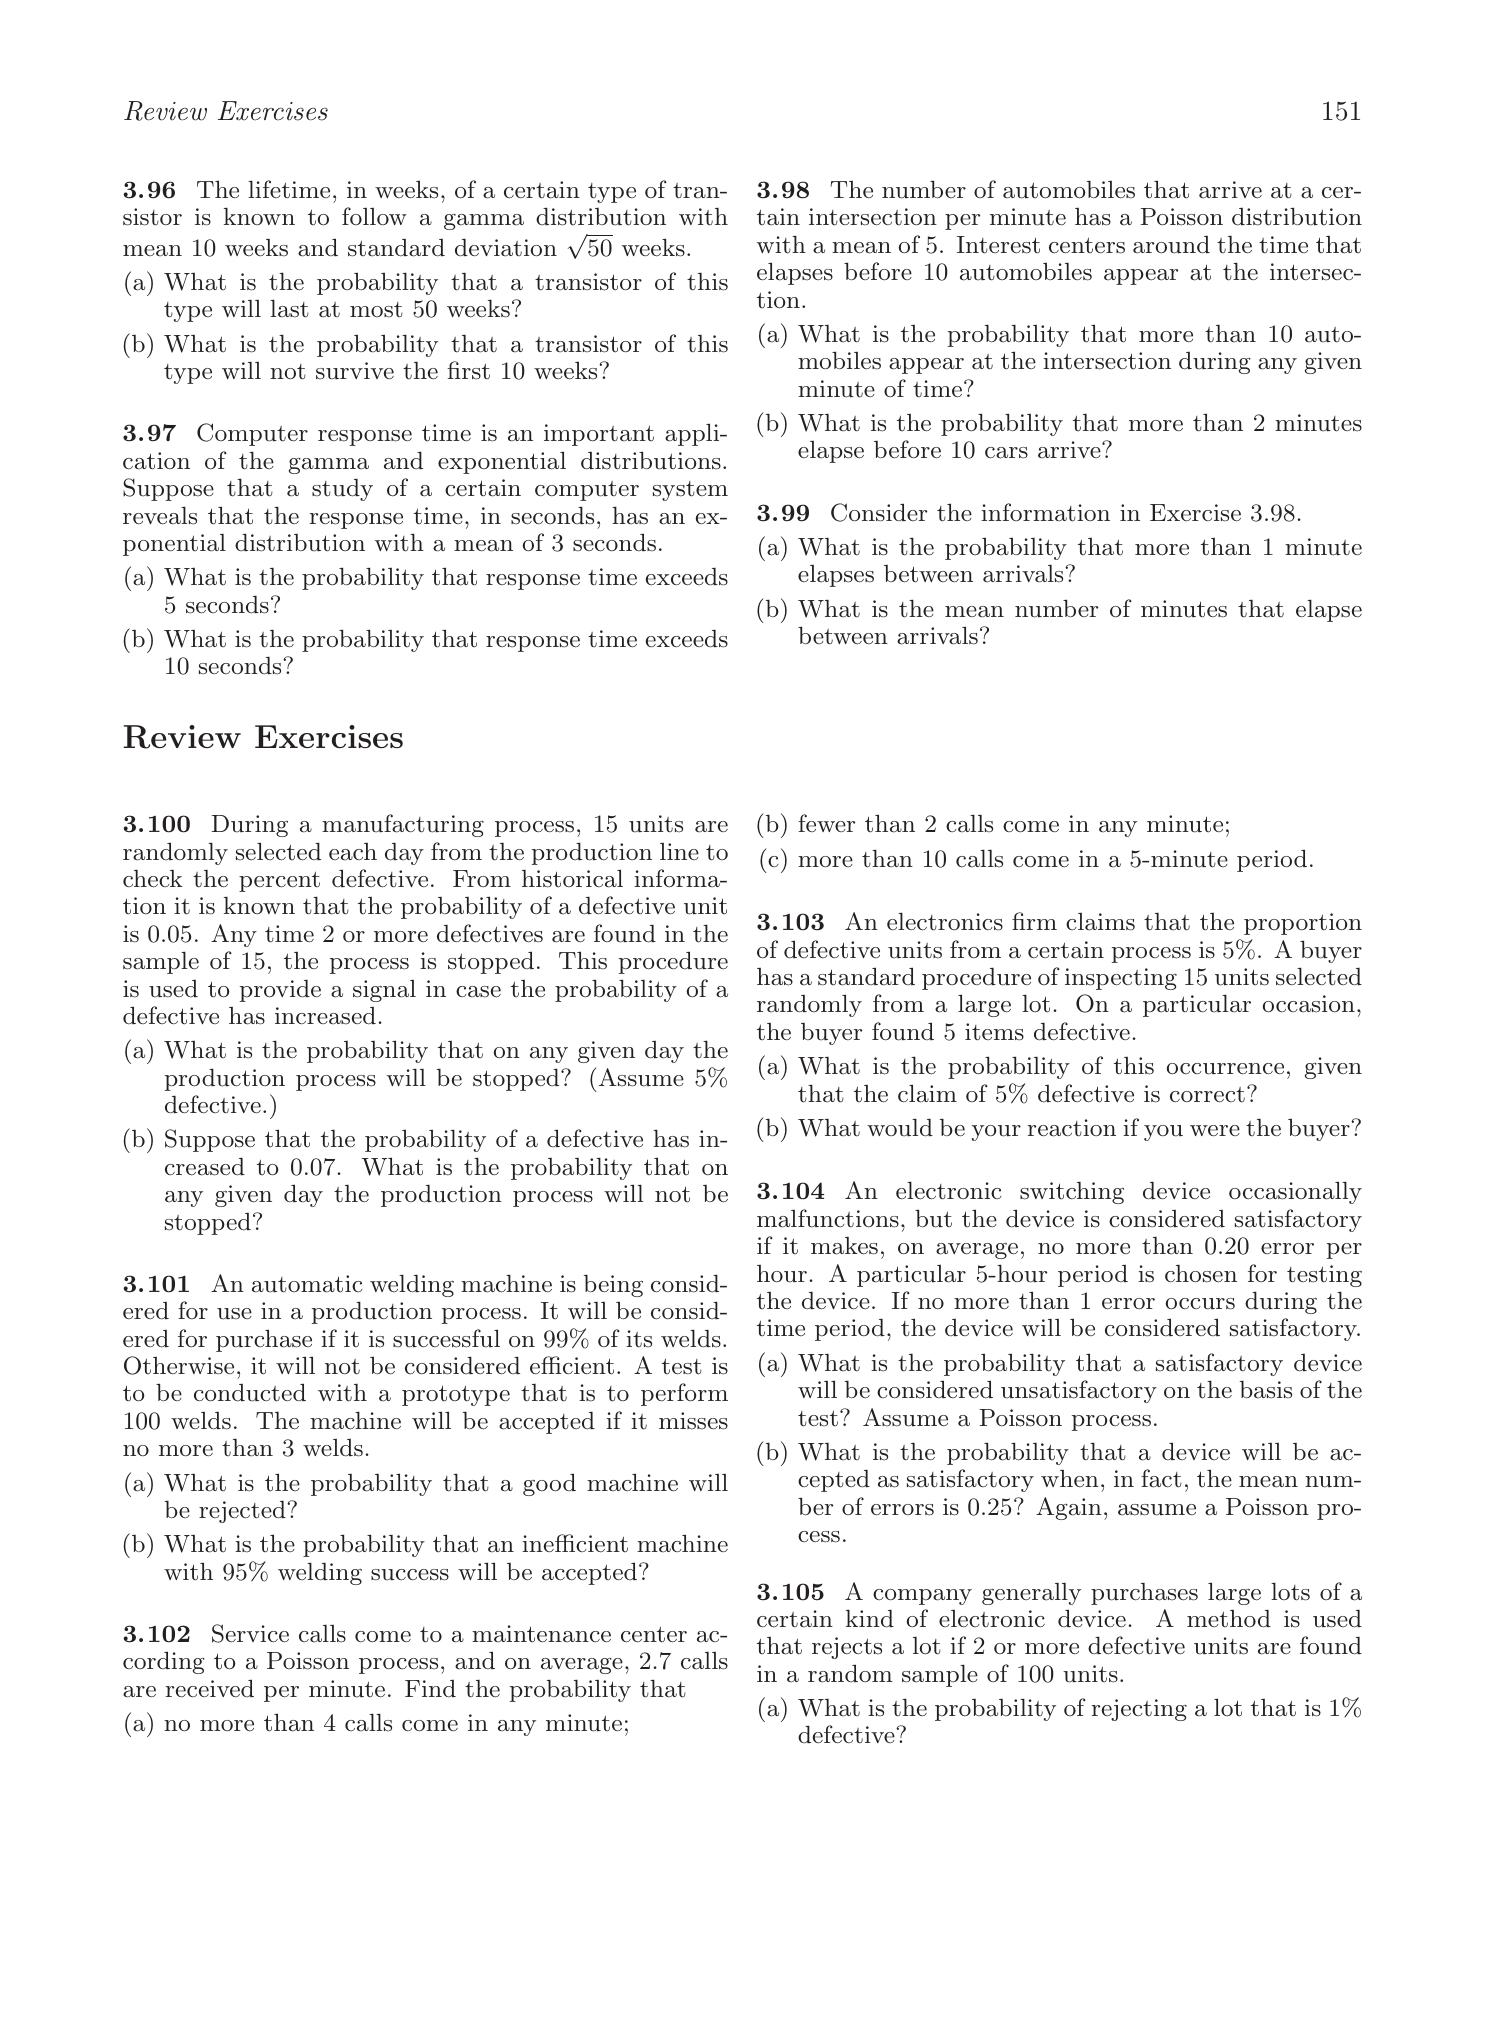 Review Exercises 151
3.96 The lifetime, in weeks, of a certain type of tran-
sistor is known to follow a gamma distribution with
mean 10 weeks and standard deviation √50 weeks.
(a) What is the probability that a transistor of this
type will last at most 50 weeks?
(b) What is the probability that a transistor of this
type will not survive the first 10 weeks?
3.97 Computer response time is an important appli-
cation of the gamma and exponential distributions.
Suppose that a study of a certain computer system
reveals that the response time, in seconds, has an ex-
ponential distribution with a mean of 3 seconds.
(a) What is the probability that response time exceeds
5 seconds?
(b) What is the probability that response time exceeds
10 seconds?
3.98 The number of automobiles that arrive at a cer-
tain intersection per minute has a Poisson distribution
with a mean of 5. Interest centers around the time that
elapses before 10 automobiles appear at the intersec-
tion.
(a) What is the probability that more than 10 auto-
mobiles appear at the intersection during any given
minute of time?
(b) What is the probability that more than 2 minutes
elapse before 10 cars arrive?
3.99 Consider the information in Exercise 3.98.
(a) What is the probability that more than 1 minute
elapses between arrivals?
(b) What is the mean number of minutes that elapse
between arrivals?
Review Exercises
3.100 During a manufacturing process, 15 units are
randomly selected each day from the production line to
check the percent defective. From historical informa-
tion it is known that the probability of a defective unit
is 0.05. Any time 2 or more defectives are found in the
sample of 15, the process is stopped. This procedure
is used to provide a signal in case the probability of a
defective has increased.
(a) What is the probability that on any given day the
production process will be stopped? (Assume 5%
defective.)
(b) Suppose that the probability of a defective has in-
creased to 0.07. What is the probability that on
any given day the production process will not be
stopped?
3.101 An automatic welding machine is being consid-
ered for use in a production process. It will be consid-
ered for purchase if it is successful on 99% of its welds.
Otherwise, it will not be considered efficient. A test is
to be conducted with a prototype that is to perform
100 welds. The machine will be accepted if it misses
no more than 3 welds.
(a) What is the probability that a good machine will
be rejected?
(b) What is the probability that an inefficient machine
with 95% welding success will be accepted?
3.102 Service calls come to a maintenance center ac-
cording to a Poisson process, and on average, 2.7 calls
are received per minute. Find the probability that
(a) no more than 4 calls come in any minute;
(b) fewer than 2 calls come in any minute;
(c) more than 10 calls come in a 5-minute period.
3.103 An electronics firm claims that the proportion
of defective units from a certain process is 5%. A buyer
has a standard procedure of inspecting 15 units selected
randomly from a large lot. On a particular occasion,
the buyer found 5 items defective.
(a) What is the probability of this occurrence, given
that the claim of 5% defective is correct?
(b) What would be your reaction if you were the buyer?
3.104 An electronic switching device occasionally
malfunctions, but the device is considered satisfactory
if it makes, on average, no more than 0.20 error per
hour. A particular 5-hour period is chosen for testing
the device. If no more than 1 error occurs during the
time period, the device will be considered satisfactory.
(a) What is the probability that a satisfactory device
will be considered unsatisfactory on the basis of the
test? Assume a Poisson process.
(b) What is the probability that a device will be ac-
cepted as satisfactory when, in fact, the mean num-
ber of errors is 0.25? Again, assume a Poisson pro-
cess.
3.105 A company generally purchases large lots of a
certain kind of electronic device. A method is used
that rejects a lot if 2 or more defective units are found
in a random sample of 100 units.
(a) What is the probability of rejecting a lot that is 1%
defective?